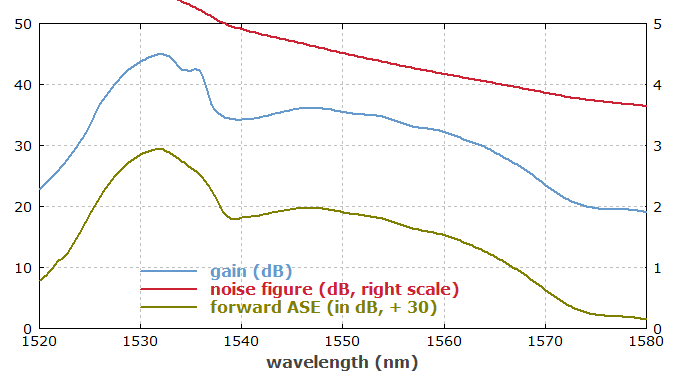 50
40
30
20
10
0
5
4
3
2
1
0
gain (dB)
noise figure (dB, right scale)
forward ASE (in dB, + 30)
1520 1530 1540 1550 1560 1570 1580
wavelength (nm)